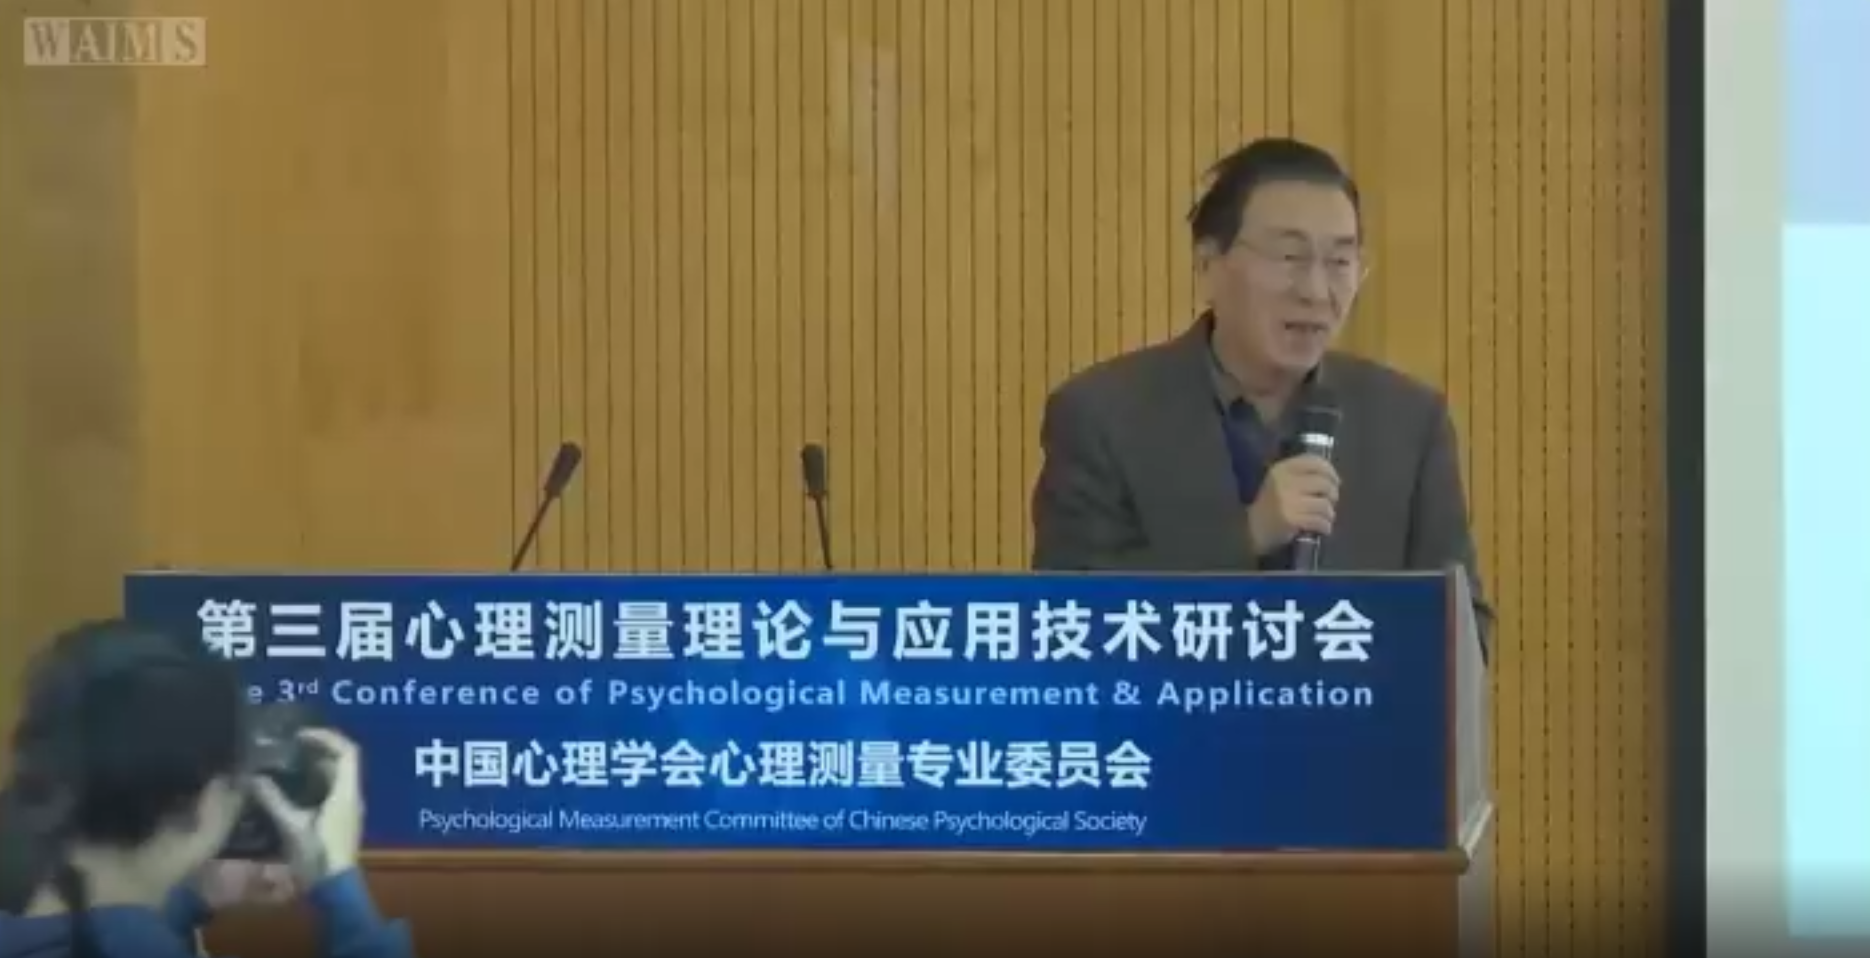 WAIMS
第三届心理测量理论与应用技术研讨会
3rd Conference of Psychological Measurement & Application
中国心理学会心理测量专业委员会
Psychological Measurement Committee of Chinese Psychological Society